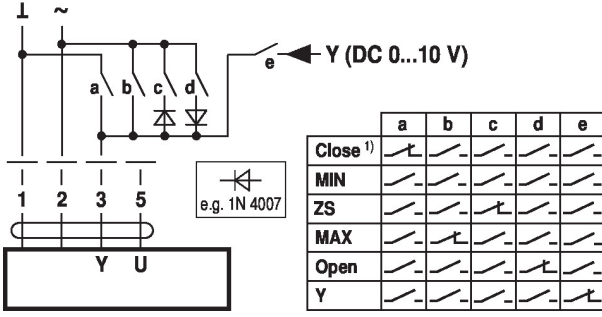 ⊥ ~
e
Y (DC 0...10 V)
a b c d
e.g. 1N 4007
1 2 3 5
Y U
a b c d e
Close 1)
MIN
ZS
MAX
Open
Y